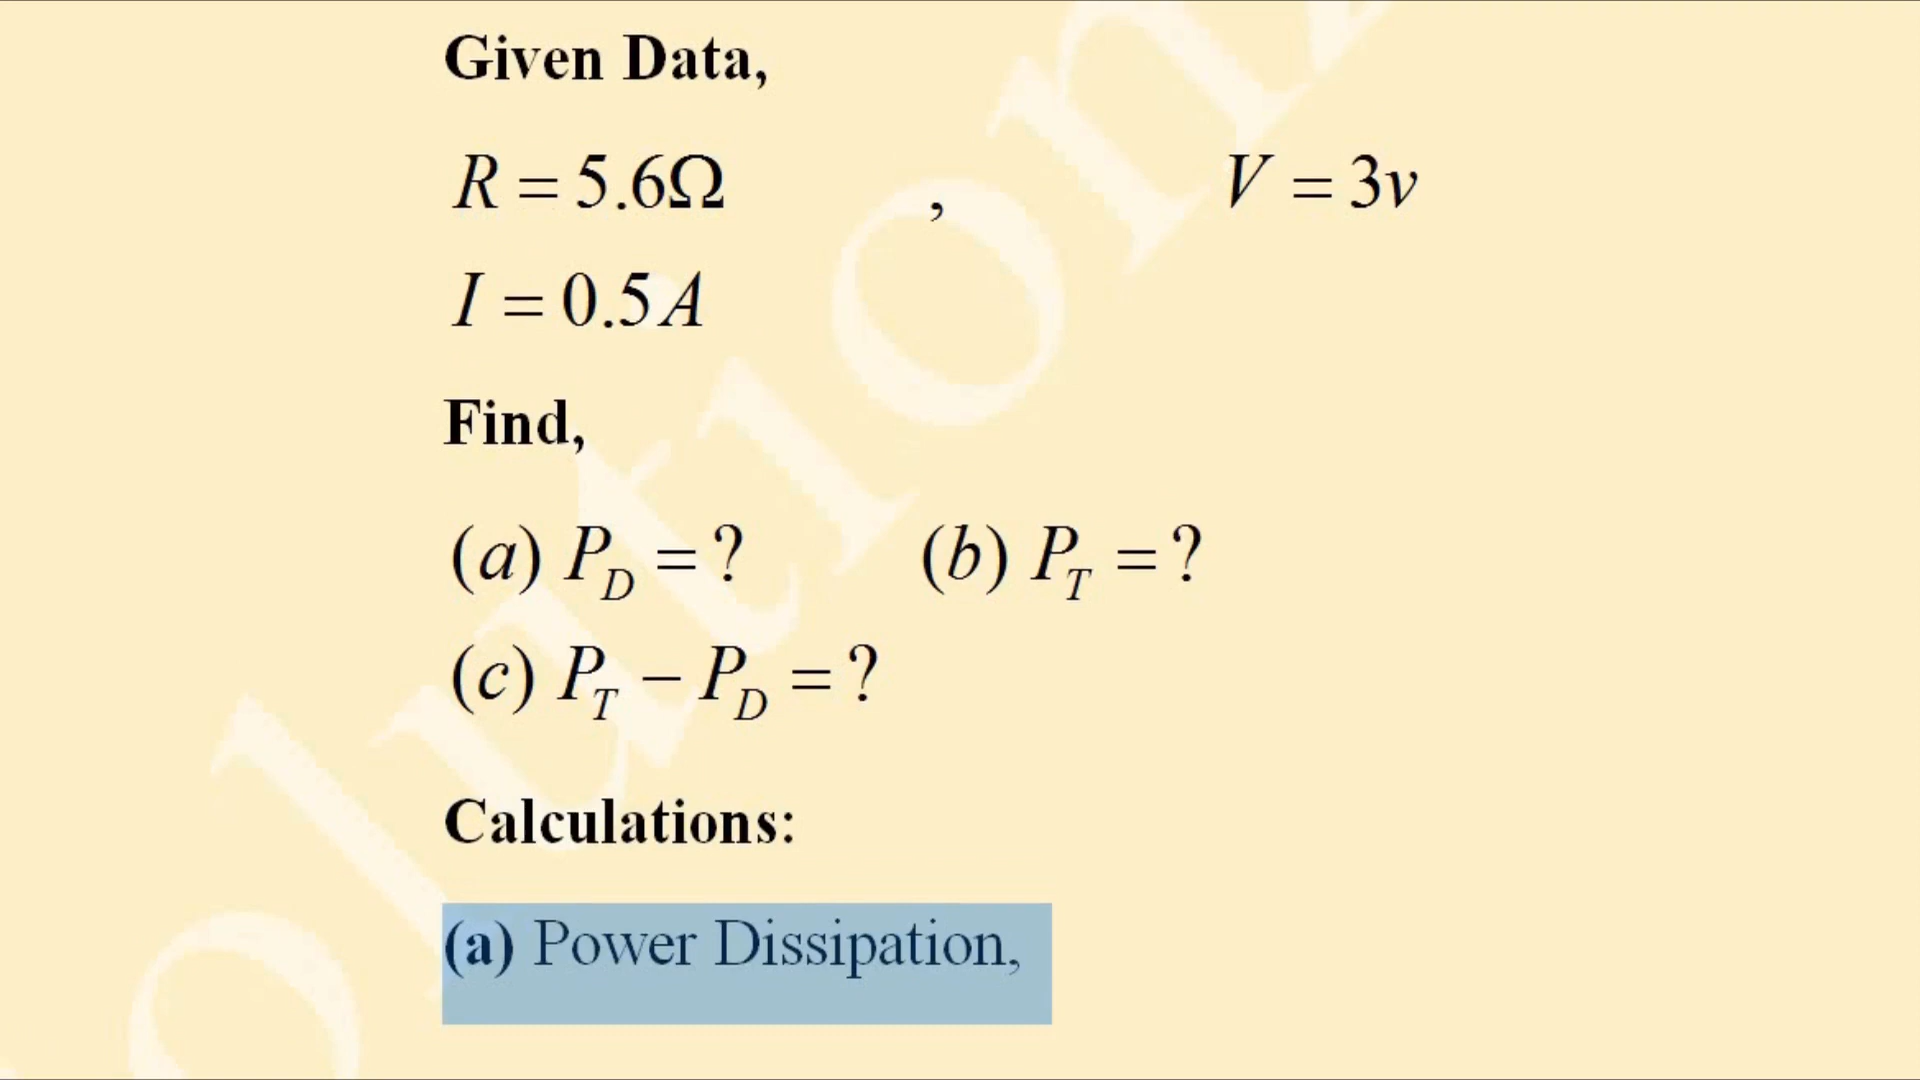 Given Data,
R = 5.6Ω , V = 3v
I = 0.5A
Find,
(a) P_D = ? (b) P_T = ?
(c) P_T − P_D = ?
Calculations:
(a) Power Dissipation,